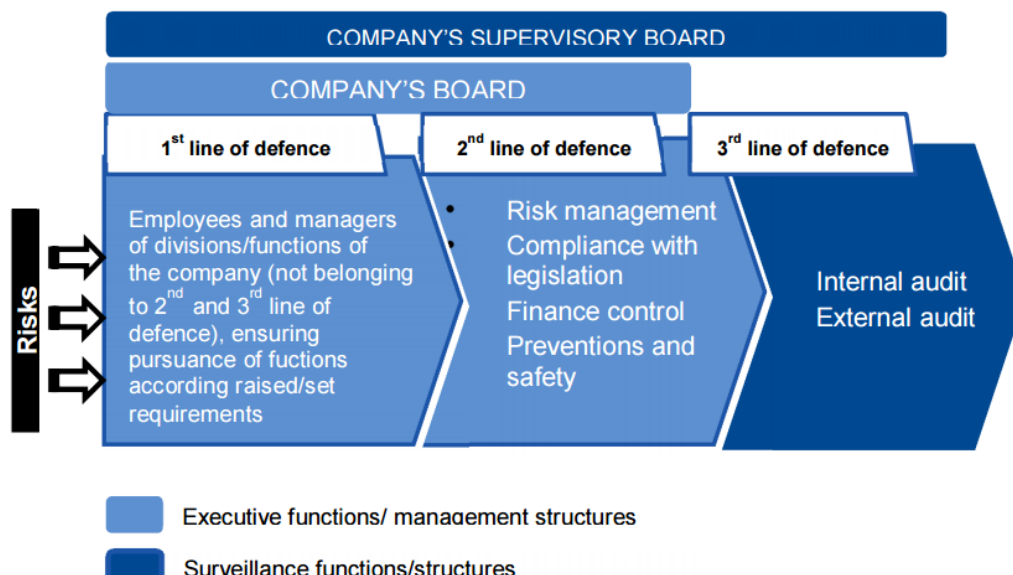 COMPANY'S SUPERVISORY BOARD
COMPANY'S BOARD
1st line of defence
2nd line of defence
3rd line of defence
Risks
Employees and managers
of divisions/functions of
the company (not belonging
to 2nd and 3rd line of
defence), ensuring
pursuance of fuctions
according raised/set
requirements
• Risk management
• Compliance with
legislation
Finance control
Preventions and
safety
Internal audit
External audit
Executive functions/ management structures
Surveillance functions/structures